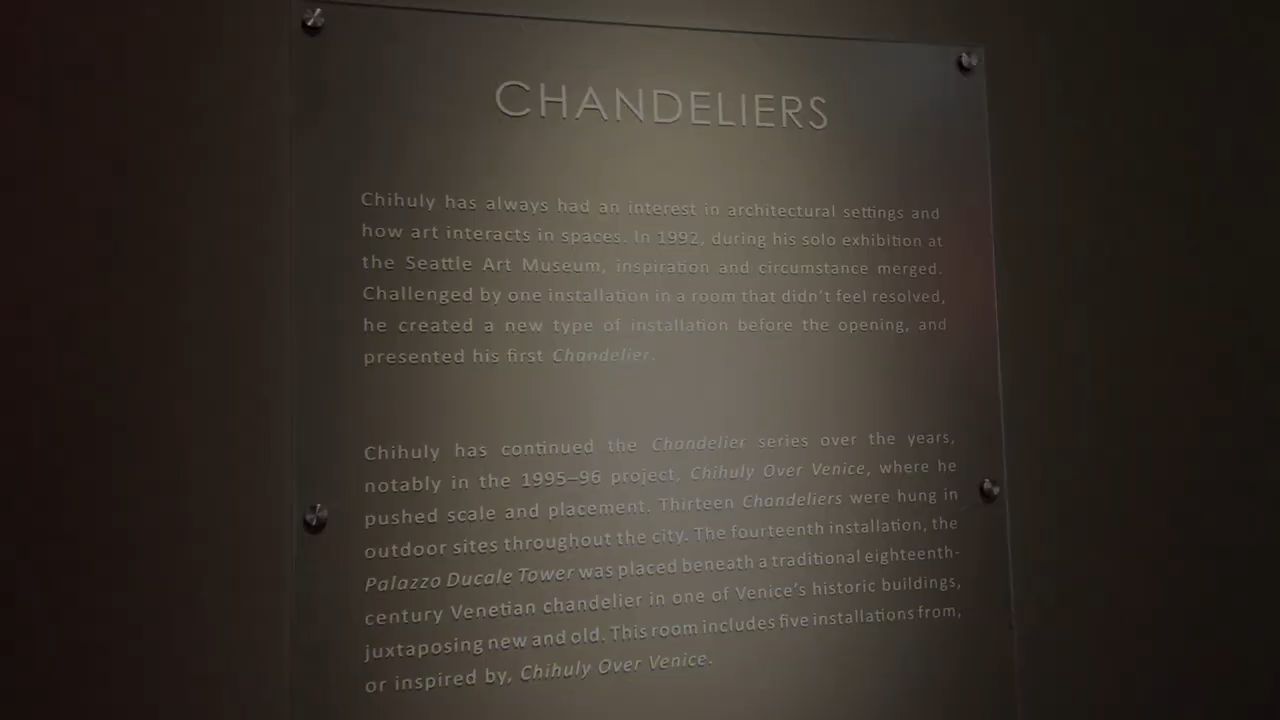 CHANDELIERS
Chihuly has always had an interest in architectural settings and
how art interacts in spaces. In 1992, during his solo exhibition at
the Seattle Art Museum, inspiration and circumstance merged.
Challenged by one installation in a room that didn't feel resolved,
he created a new type of installation before the opening, and
presented his first Chandelier.
Chihuly has continued the Chandelier series over the years,
notably in the 1995–96 project, Chihuly Over Venice, where he
pushed scale and placement. Thirteen Chandeliers were hung in
outdoor sites throughout the city. The fourteenth installation, the
Palazzo Ducale Tower was placed beneath a traditional eighteenth-
century Venetian chandelier in one of Venice's historic buildings,
juxtaposing new and old. This room includes five installations from,
or inspired by, Chihuly Over Venice.